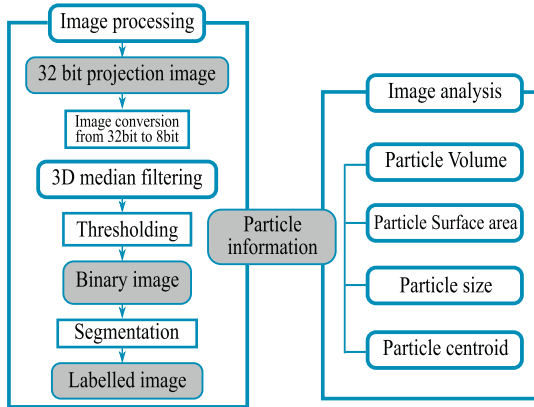 Image processing
32 bit projection image
Image conversion
from 32bit to 8bit
3D median filtering
Thresholding
Binary image
Segmentation
Labelled image
Particle
information
Image analysis
Particle Volume
Particle Surface area
Particle size
Particle centroid